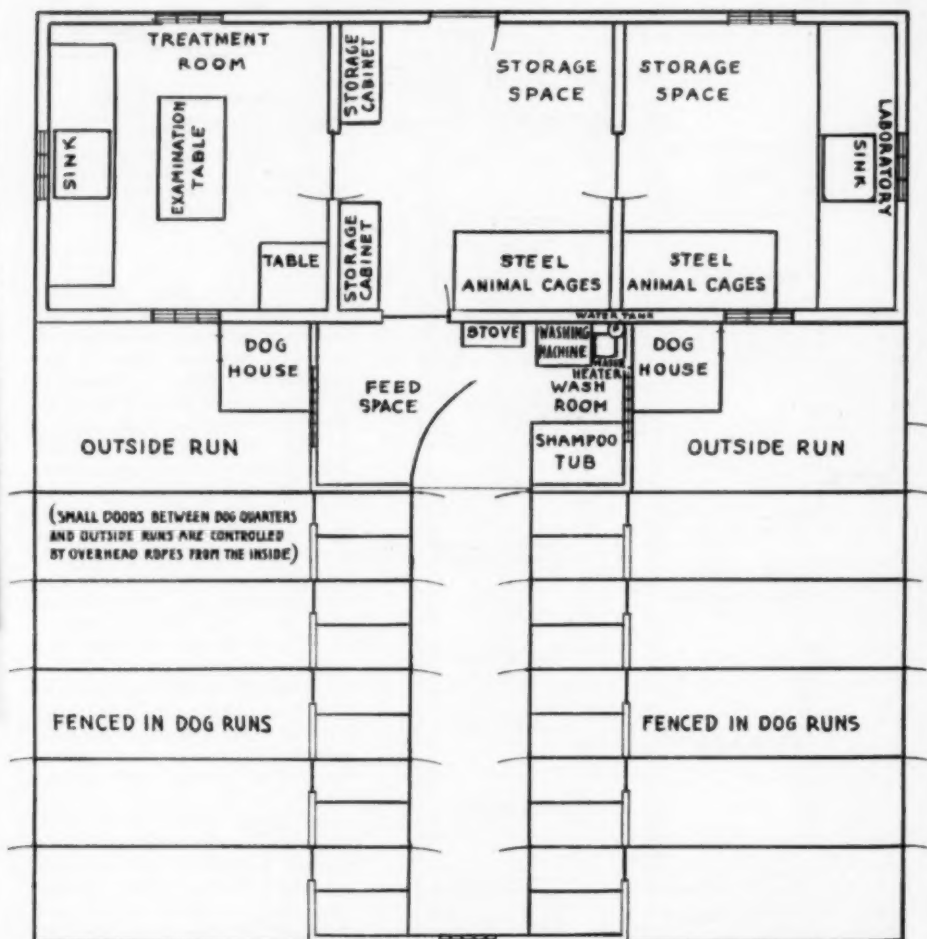 TREATMENT
ROOM
SINK
EXAMINATION
TABLE
TABLE
STORAGE
CABINET
STORAGE
CABINET
STORAGE
SPACE
STORAGE
SPACE
LABORATORY
SINK
STEEL
ANIMAL CAGES
STEEL
ANIMAL CAGES
WATER TANK
STOVE
WASHING
MACHINE
WATER
HEATER
DOG
HOUSE
FEED
SPACE
WASH
ROOM
DOG
HOUSE
OUTSIDE RUN
SHAMPOO
TUB
OUTSIDE RUN
(SMALL DOORS BETWEEN DOG QUARTERS
AND OUTSIDE RUNS ARE CONTROLLED
BY OVERHEAD ROPES FROM THE INSIDE)
FENCED IN DOG RUNS
FENCED IN DOG RUNS